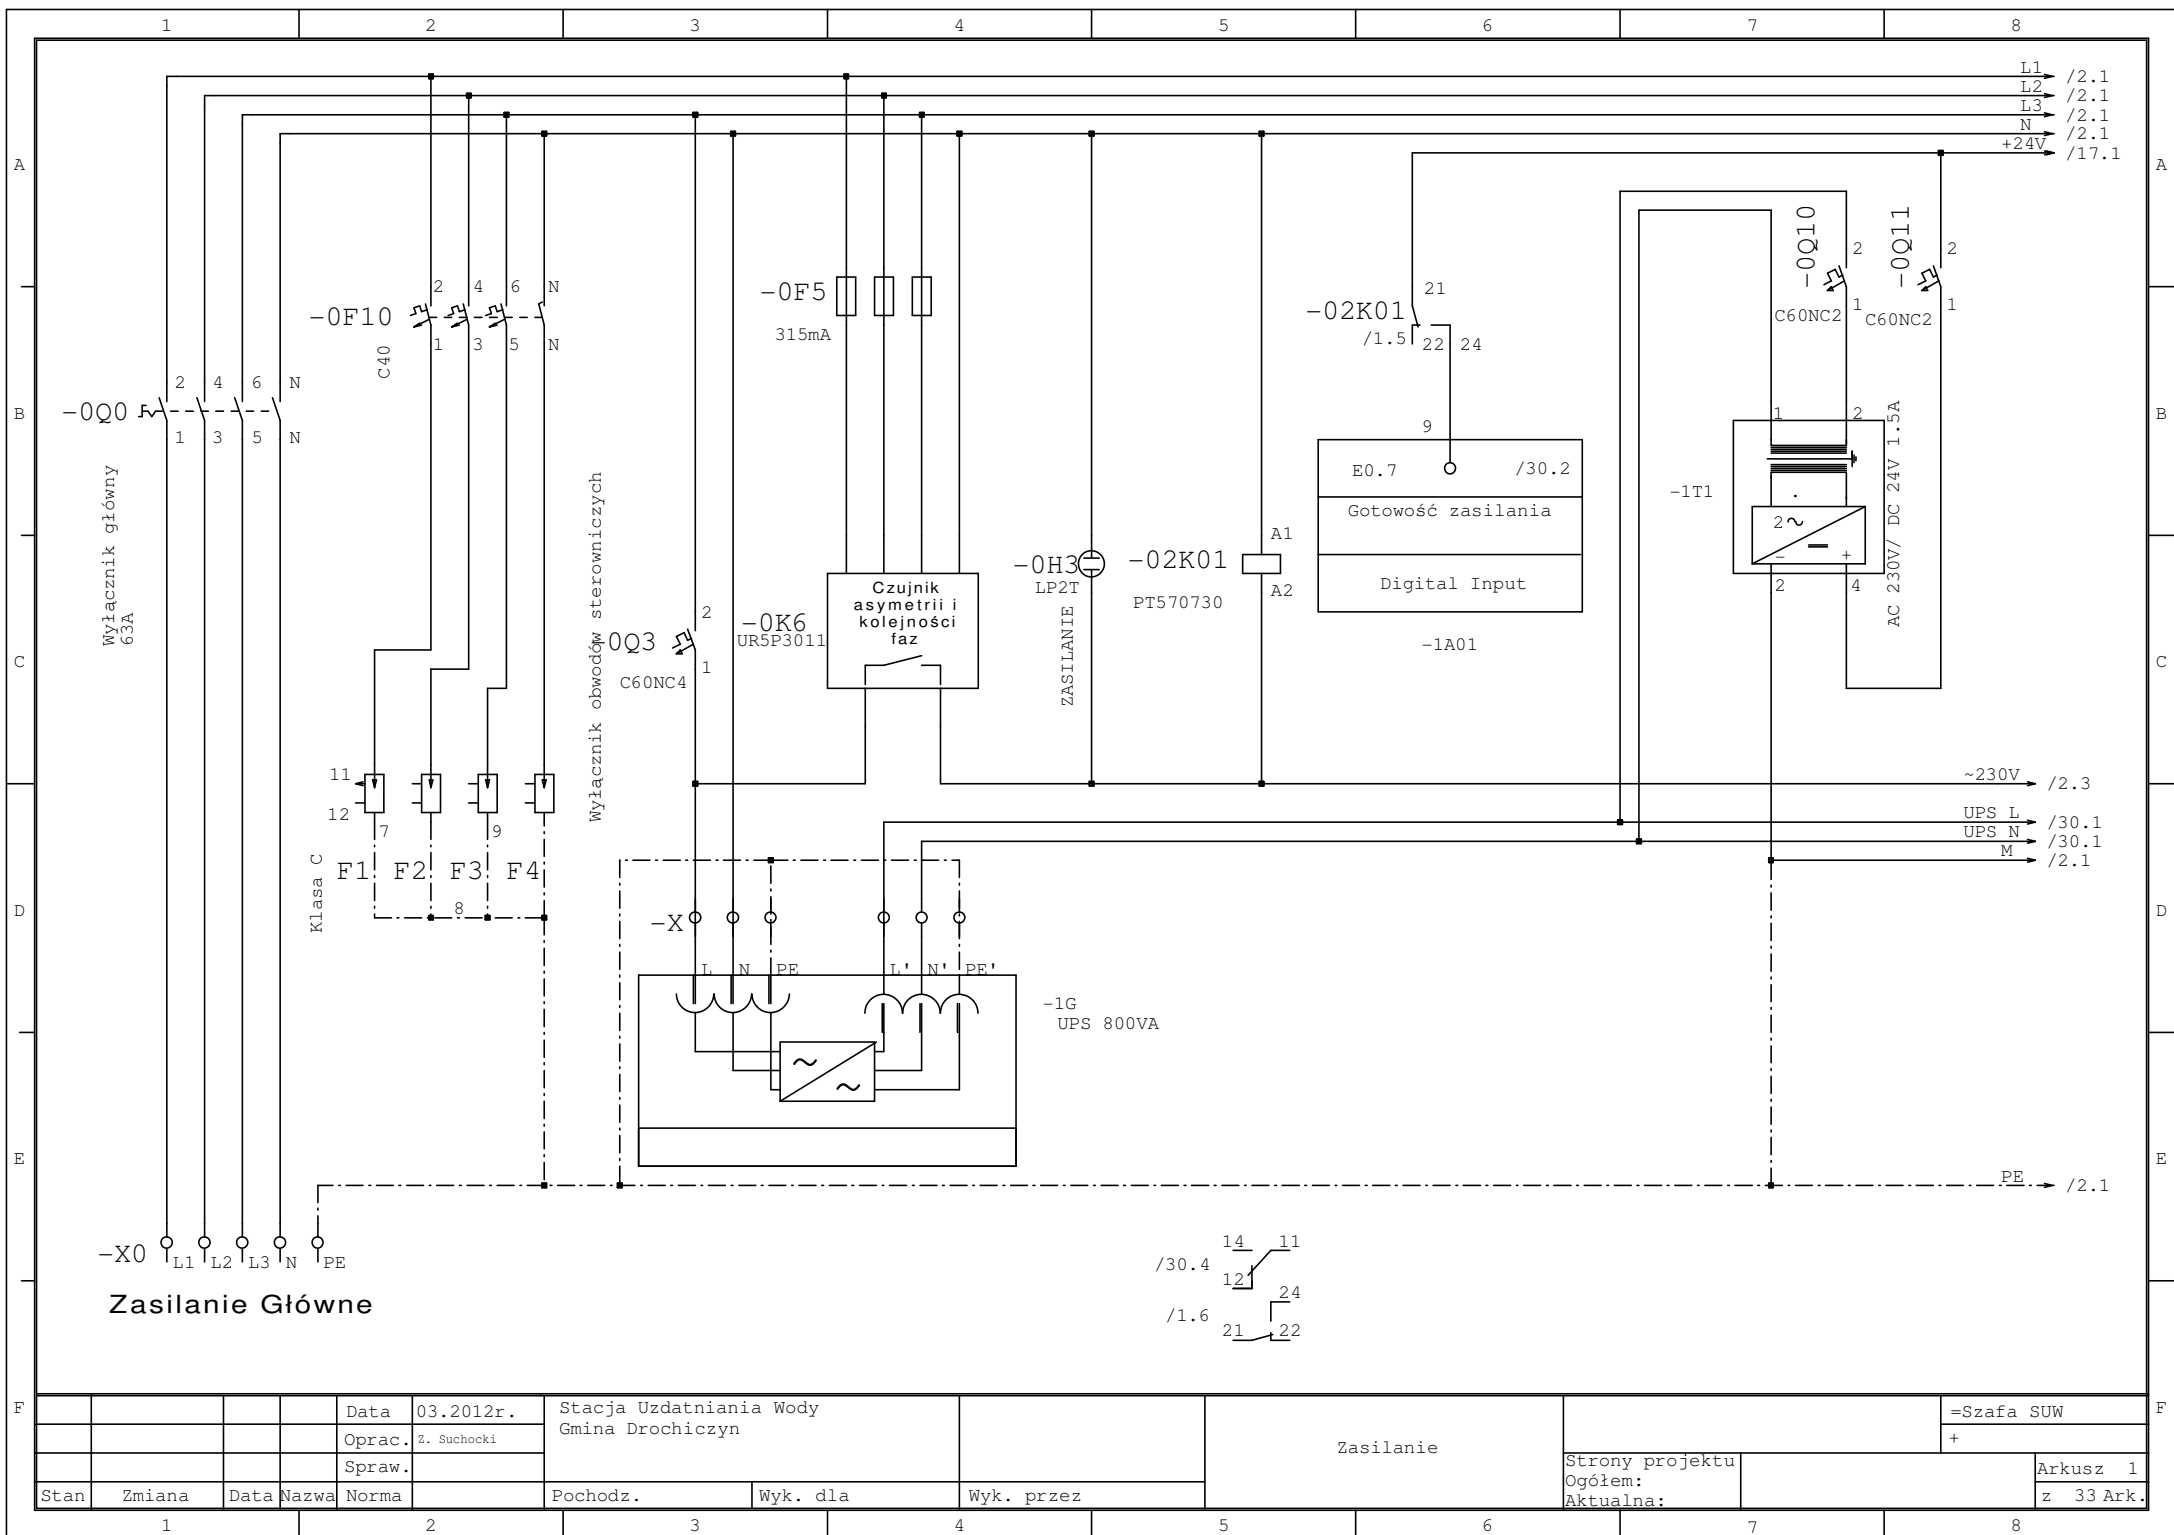 1 2 3 4 5 6 7 8
L1 /2.1
L2 /2.1
L3 /2.1
N /2.1
+24V /17.1
A A
-0Q10
2
1
C60NC2
-0Q11
2
1
C60NC2
-0F10
C40
2 4 6 N
1 3 5 N
-0F5
315mA
-02K01
/1.5
21
22 24
B B
-0Q0
2 4 6 N
1 3 5 N
Wyłącznik główny
63A
9
E0.7 /30.2
Gotowość zasilania
Digital Input
-1A01
-1T1
1 2
2
- +
2 4
AC 230V/ DC 24V 1.5A
Wyłącznik obwodów sterowniczych
-0Q3
C60NC4
2
1
-0K6
UR5P3011
Czujnik
asymetrii i
kolejności
faz
-0H3
LP2T
ZASILANIE
-02K01
PT570730
A1
A2
C C
11
12
7 9
~230V /2.3
UPS L /30.1
UPS N /30.1
M /2.1
Klasa C
F1 F2 F3 F4
8
D D
-X
L N PE L' N' PE'
-1G
UPS 800VA
E E
PE /2.1
-X0 L1 L2 L3 N PE
Zasilanie Główne
14 11
/30.4
12
24
/1.6
21 22
F F
Data 03.2012r.
Oprac. Z. Suchocki
Spraw.
Stan Zmiana Data Nazwa Norma
Stacja Uzdatniania Wody
Gmina Drochiczyn
Pochodz. Wyk. dla Wyk. przez
Zasilanie
=Szafa SUW
+
Strony projektu
Ogółem:
Aktualna:
Arkusz 1
z 33 Ark.
1 2 3 4 5 6 7 8